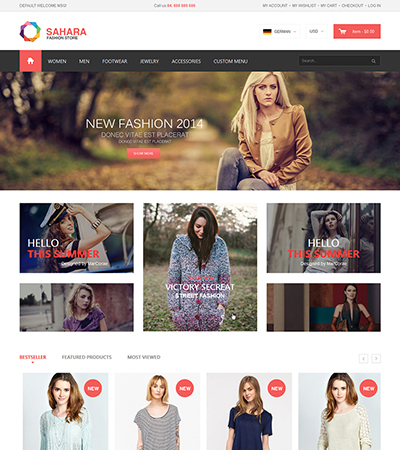 DEFAULT WELCOME MSG!
Call us 84. 888 888 888
MY ACCOUNT • MY WISHLIST • MY CART • CHECKOUT • LOG IN
SAHARA
FASHION STORE
GERMAN
USD
Item - $0.00
WOMEN
MEN
FOOTWEAR
JEWELRY
ACCESSORIES
CUSTOM MENU
Search...
NEW FASHION 2014
DONEC VITAE EST PLACERAT
DONEC VITAE EST PLACERAT
SHOW NOW
HELLO
THIS SUMMER
Designed by MarCorae
VICTORY SECREAT
STREET FASHION
HELLO
THIS SUMMER
Designed by MarCorae
BESTSELLER
FEATURED PRODUCTS
MOST VIEWED
NEW
NEW
NEW
NEW